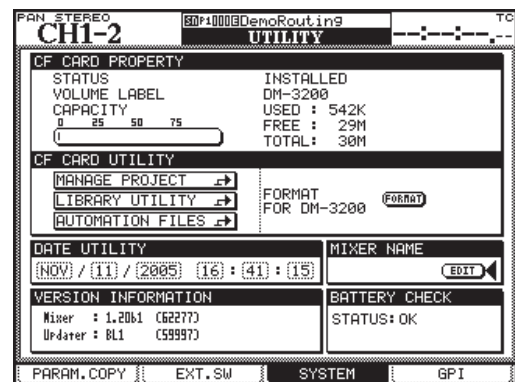 PAN STEREO
CH1-2
DemoRouting
UTILITY
TC
--:--:--.--
CF CARD PROPERTY
STATUS INSTALLED
VOLUME LABEL DM-3200
CAPACITY USED : 542K
0 25 50 75 FREE : 29M
TOTAL: 30M
CF CARD UTILITY
MANAGE PROJECT
LIBRARY UTILITY
AUTOMATION FILES
FORMAT
FOR DM-3200
FORMAT
DATE UTILITY
NOV / 11 / 2005 16 : 41 : 15
MIXER NAME
EDIT
VERSION INFORMATION
Mixer : 1.20b1 (62277)
Updater : BL1 (59997)
BATTERY CHECK
STATUS:OK
PARAM.COPY EXT.SW SYSTEM GPI